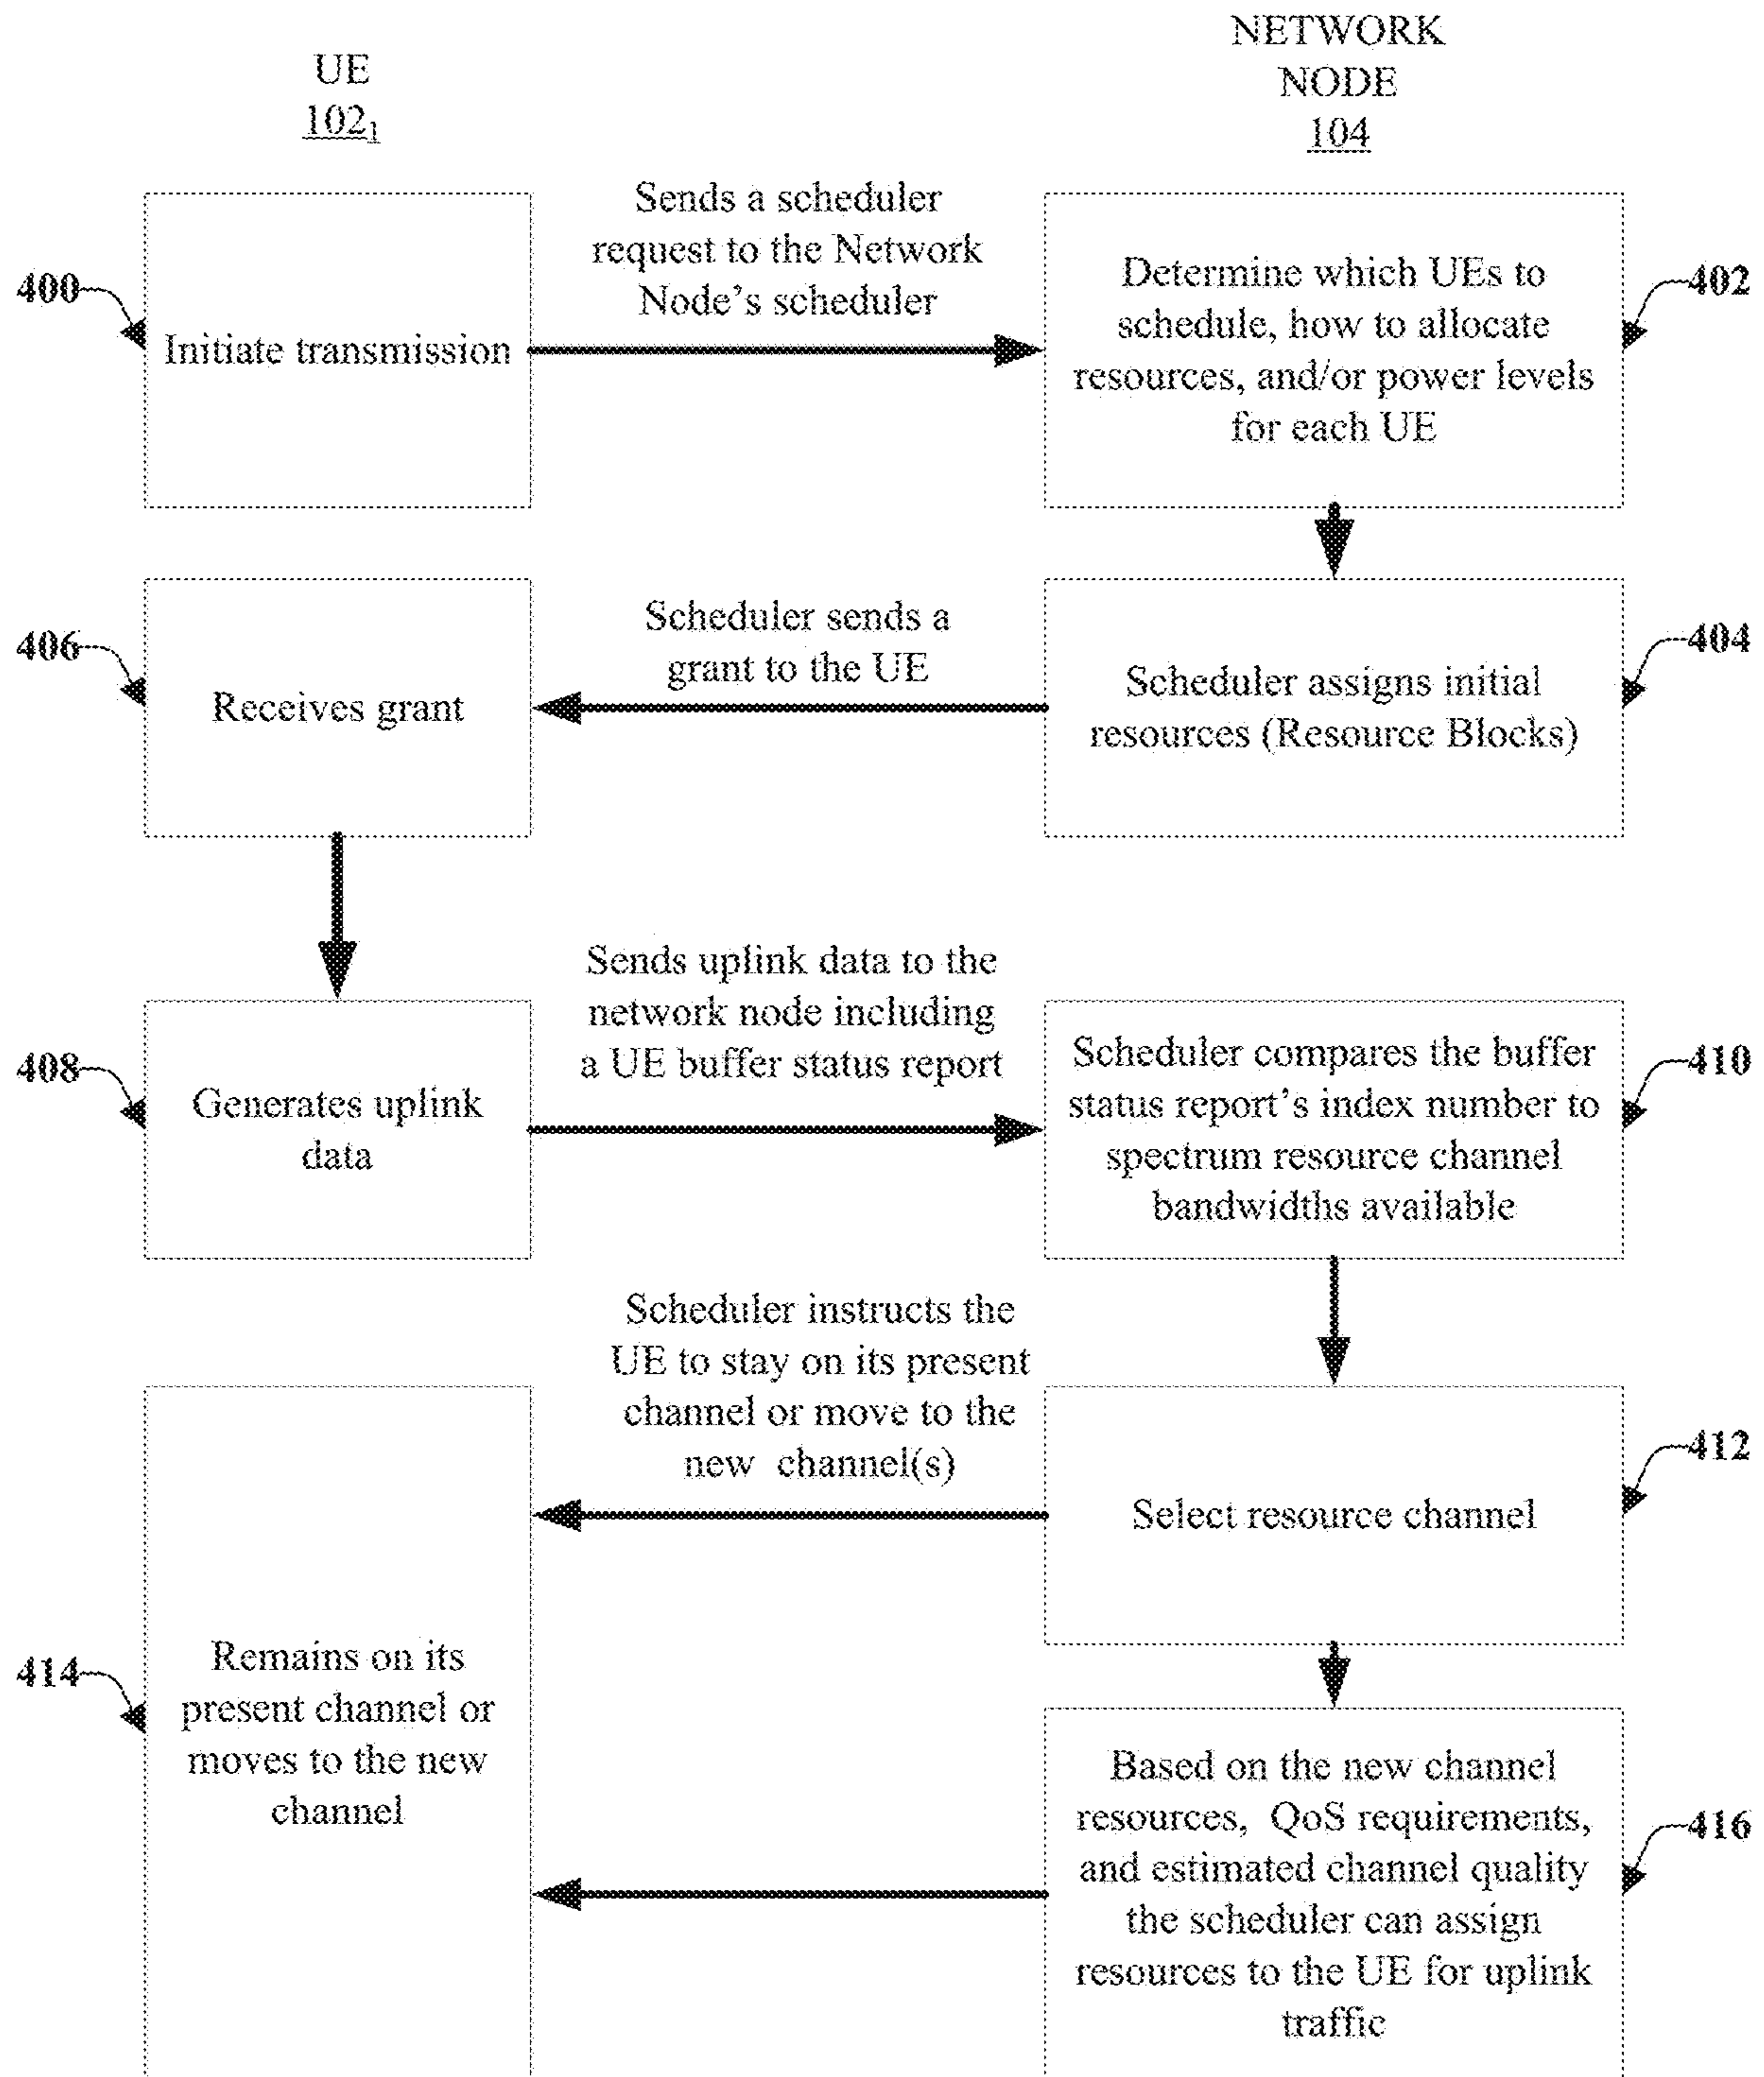 UE
102₁
NETWORK
NODE
104
400
Initiate transmission
Sends a scheduler
request to the Network
Node's scheduler
Determine which UEs to
schedule, how to allocate
resources, and/or power levels
for each UE
402
406
Receives grant
Scheduler sends a
grant to the UE
Scheduler assigns initial
resources (Resource Blocks)
404
408
Generates uplink
data
Sends uplink data to the
network node including
a UE buffer status report
Scheduler compares the buffer
status report's index number to
spectrum resource channel
bandwidths available
410
Scheduler instructs the
UE to stay on its present
channel or move to the
new channel(s)
Select resource channel
412
414
Remains on its
present channel or
moves to the new
channel
Based on the new channel
resources, QoS requirements,
and estimated channel quality
the scheduler can assign
resources to the UE for uplink
traffic
416